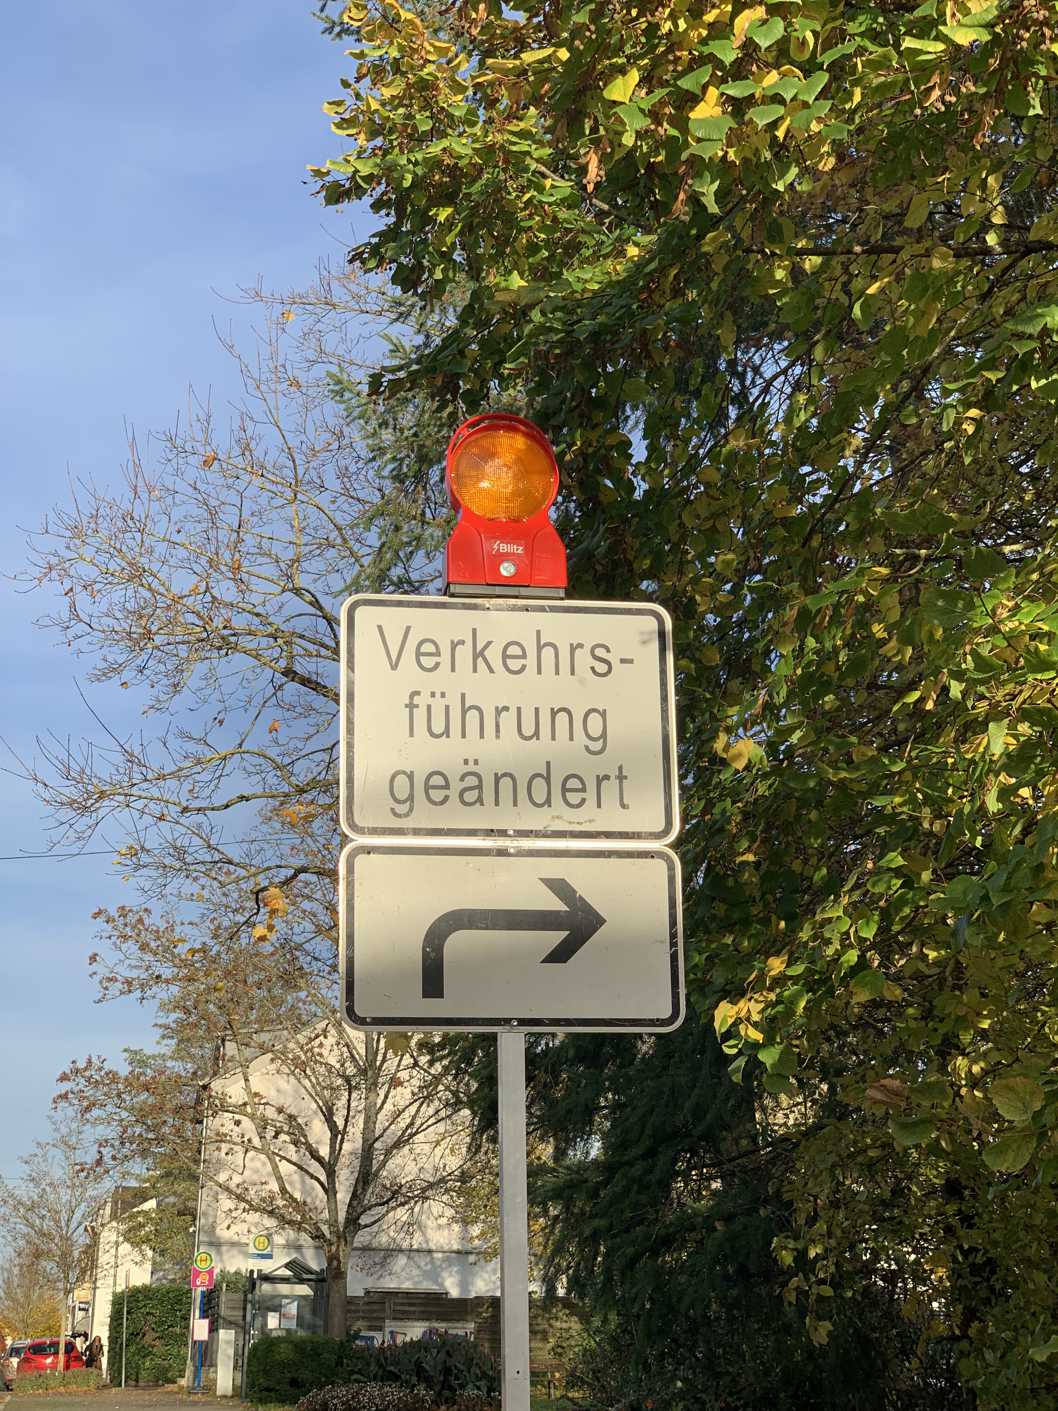 Blitz
Verkehrs-
führung
geändert
H
H